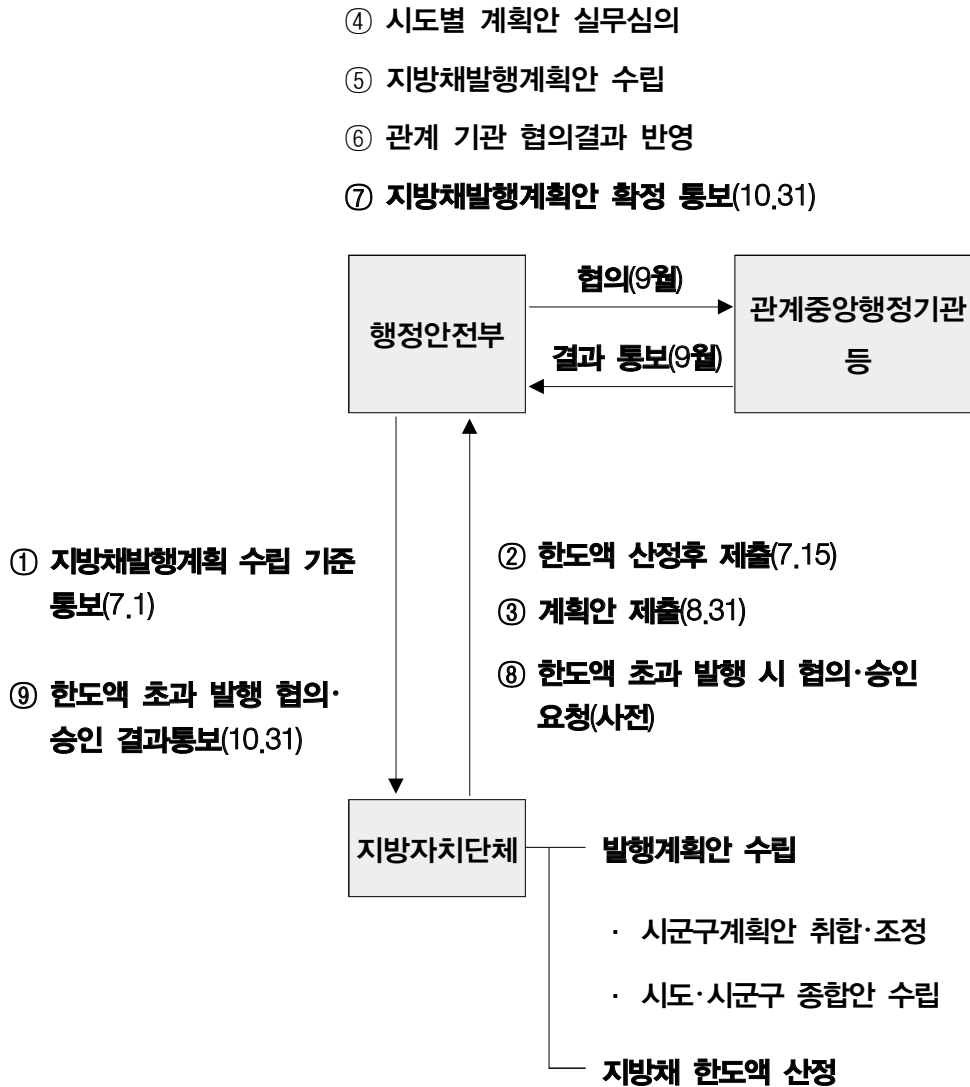 ④ 시도별 계획안 실무심의
⑤ 지방채발행계획안 수립
⑥ 관계 기관 협의결과 반영
⑦ 지방채발행계획안 확정 통보(10.31)
행정안전부
협의(9월)
결과 통보(9월)
관계중앙행정기관
등
① 지방채발행계획 수립 기준
통보(7.1)
⑨ 한도액 초과 발행 협의·
승인 결과통보(10.31)
② 한도액 산정후 제출(7.15)
③ 계획안 제출(8.31)
⑧ 한도액 초과 발행 시 협의·승인
요청(사전)
지방자치단체
발행계획안 수립
· 시군구계획안 취합·조정
· 시도·시군구 종합안 수립
지방채 한도액 산정